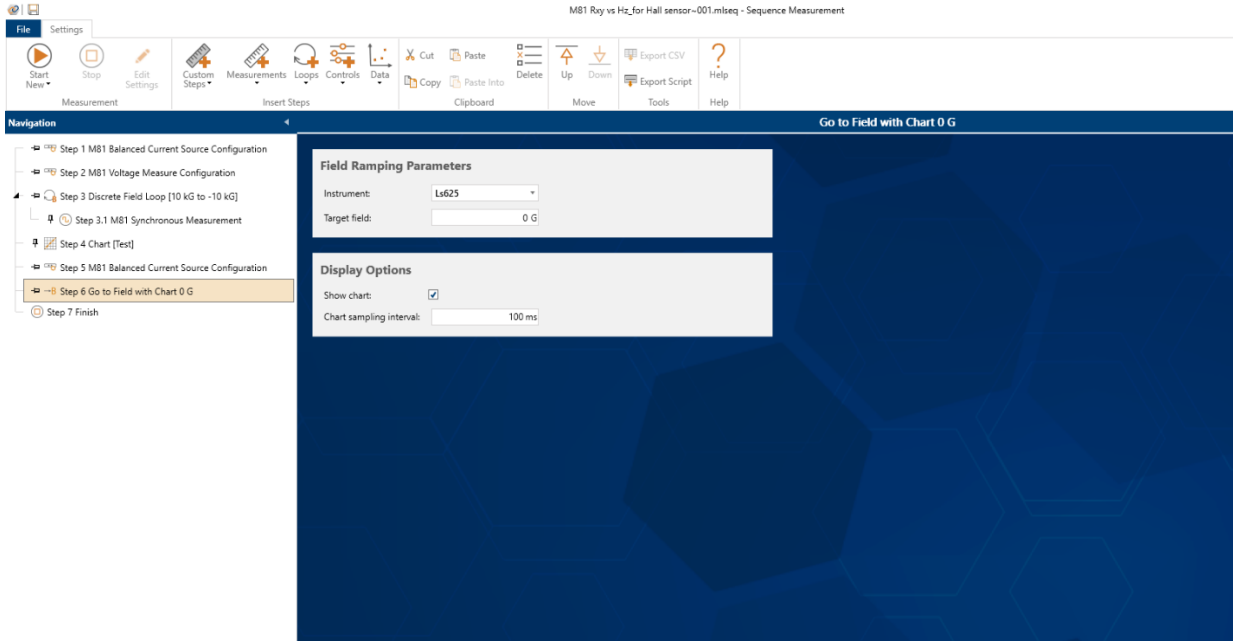 M81 Rxy vs Hz_for Hall sensor~001.mlseq - Sequence Measurement
File Settings
Start New Stop Edit Settings Custom Steps Measurements Loops Controls Data Cut Paste Copy Paste Into Delete Up Down Export CSV Export Script Help
Measurement Insert Steps Clipboard Move Tools Help
Navigation Go to Field with Chart 0 G
Step 1 M81 Balanced Current Source Configuration
Step 2 M81 Voltage Measure Configuration
Step 3 Discrete Field Loop [10 kG to -10 kG]
Step 3.1 M81 Synchronous Measurement
Step 4 Chart [Test]
Step 5 M81 Balanced Current Source Configuration
Step 6 Go to Field with Chart 0 G
Step 7 Finish
Field Ramping Parameters
Instrument: Ls625
Target field: 0 G
Display Options
Show chart:
Chart sampling interval: 100 ms